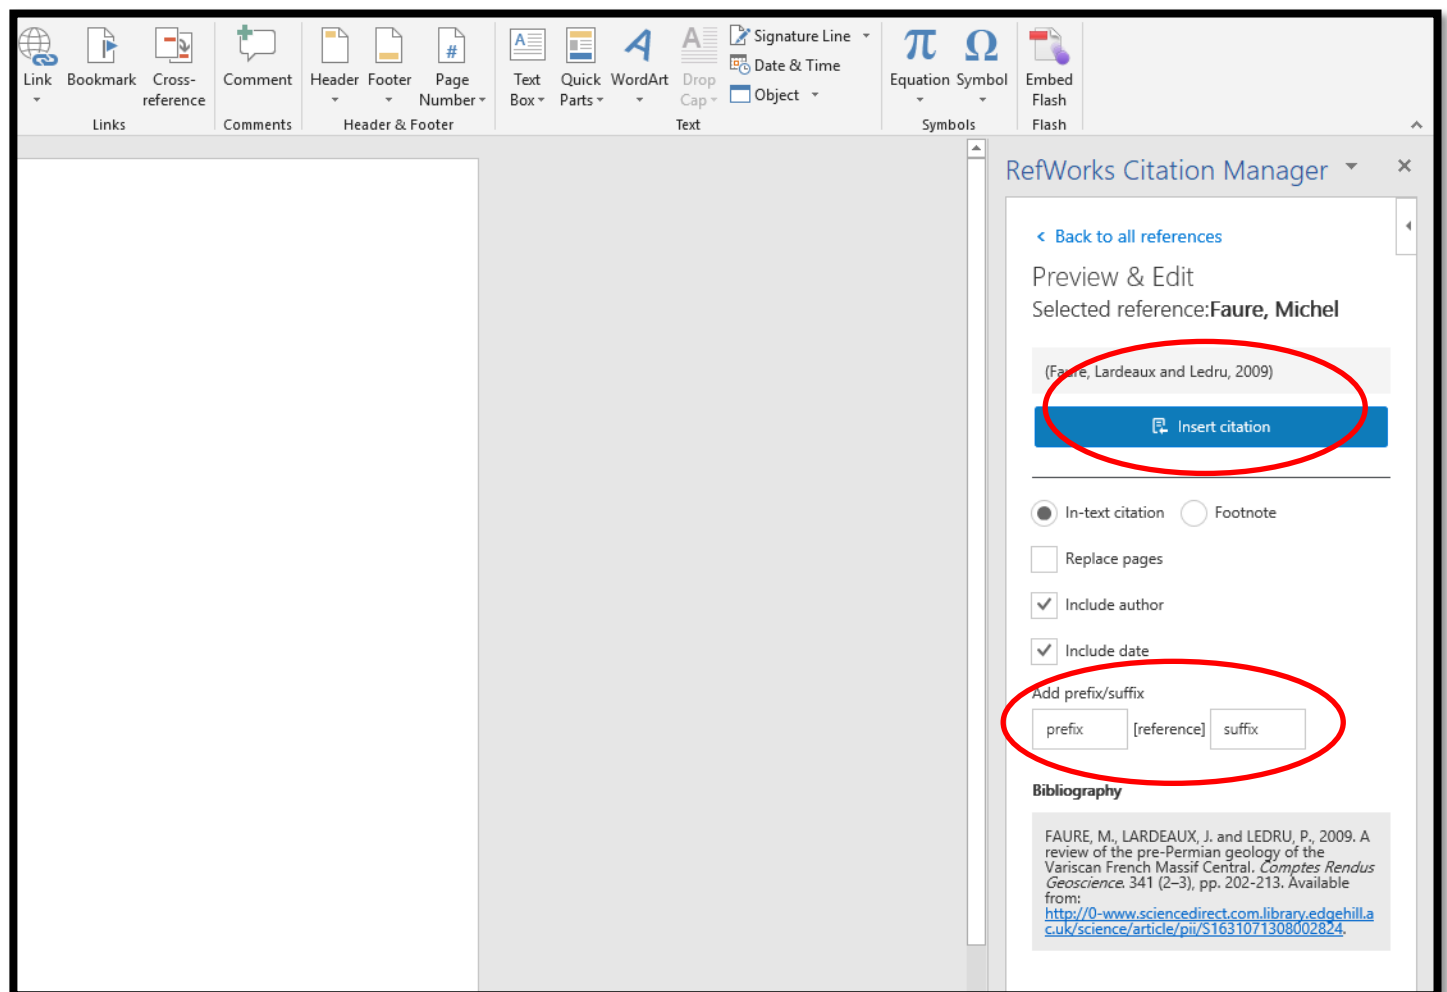 Link Bookmark Cross-reference
Links
Comment
Comments
Header Footer Page Number
#
Header & Footer
A
Text Box Quick Parts WordArt Drop Cap
A
A
Signature Line
Date & Time
Object
Text
π Ω
Equation Symbol
Symbols
Embed Flash
Flash
RefWorks Citation Manager
< Back to all references
Preview & Edit
Selected reference:Faure, Michel
(Faure, Lardeaux and Ledru, 2009)
Insert citation
In-text citation Footnote
Replace pages
Include author
Include date
Add prefix/suffix
prefix [reference] suffix
Bibliography
FAURE, M., LARDEAUX, J. and LEDRU, P., 2009. A
review of the pre-Permian geology of the
Variscan French Massif Central. Comptes Rendus
Geoscience. 341 (2–3), pp. 202-213. Available
from:
http://0-www.sciencedirect.com.library.edgehill.a
c.uk/science/article/pii/S1631071308002824.